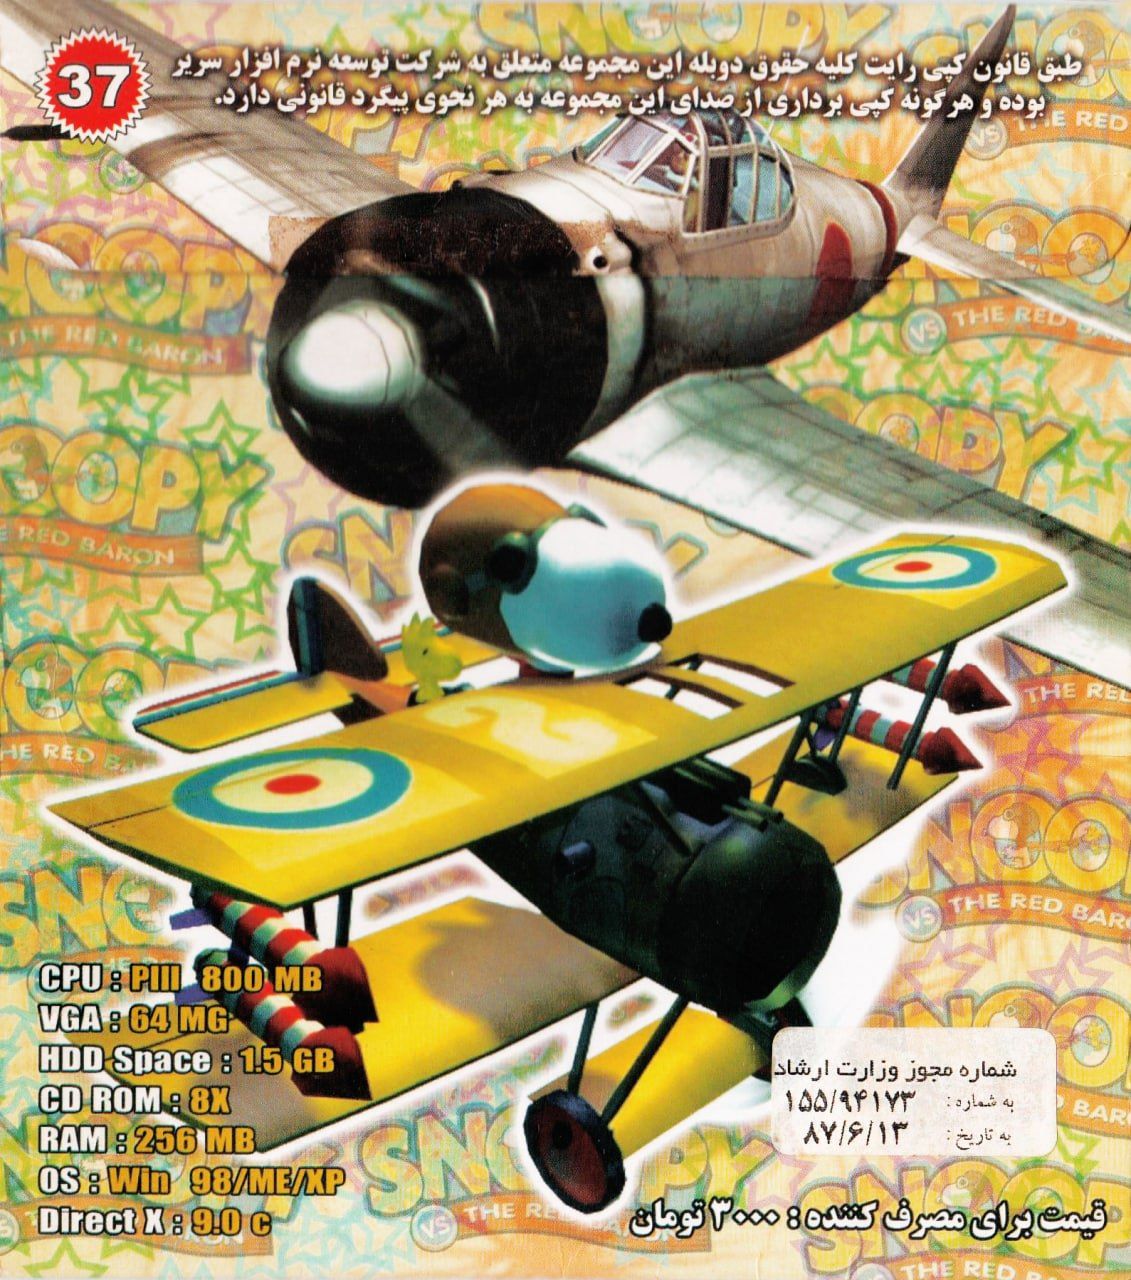 37
طبق قانون کپی رایت کلیه حقوق دوبله این مجموعه متعلق به شرکت توسعه نرم افزار سریر
بوده و هرگونه کپی برداری از صدای این مجموعه به هر نحوی پیگرد قانونی دارد.
SNOOPY
VS THE RED BARON
2
CPU : PIII 800 MB
VGA : 64 MG
HDD Space : 1.5 GB
CD ROM : 8X
RAM : 256 MB
OS : Win 98/ME/XP
Direct X : 9.0 c
شماره مجوز وزارت ارشاد
به شماره : ۱۵۵/۹۴۱۷۳
به تاریخ : ۸۷/۶/۱۳
قیمت برای مصرف کننده : ۳۰۰۰ تومان